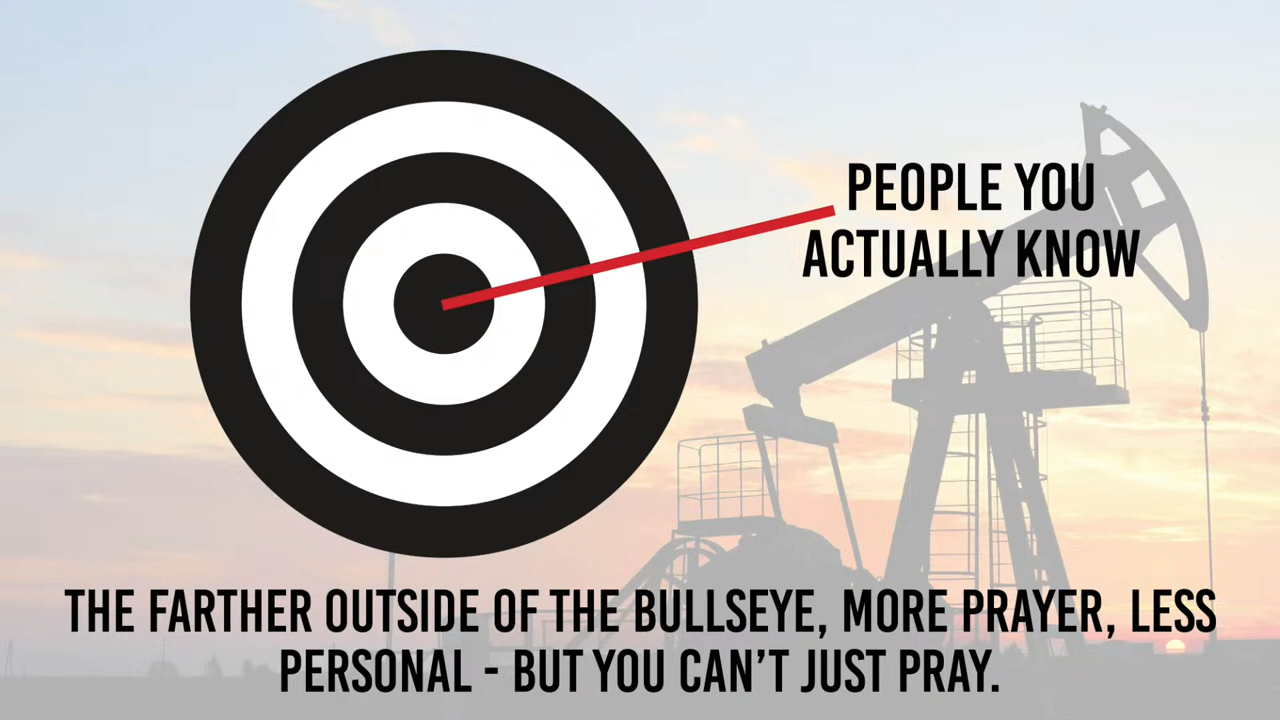 PEOPLE YOU
ACTUALLY KNOW
THE FARTHER OUTSIDE OF THE BULLSEYE, MORE PRAYER, LESS
PERSONAL - BUT YOU CAN'T JUST PRAY.